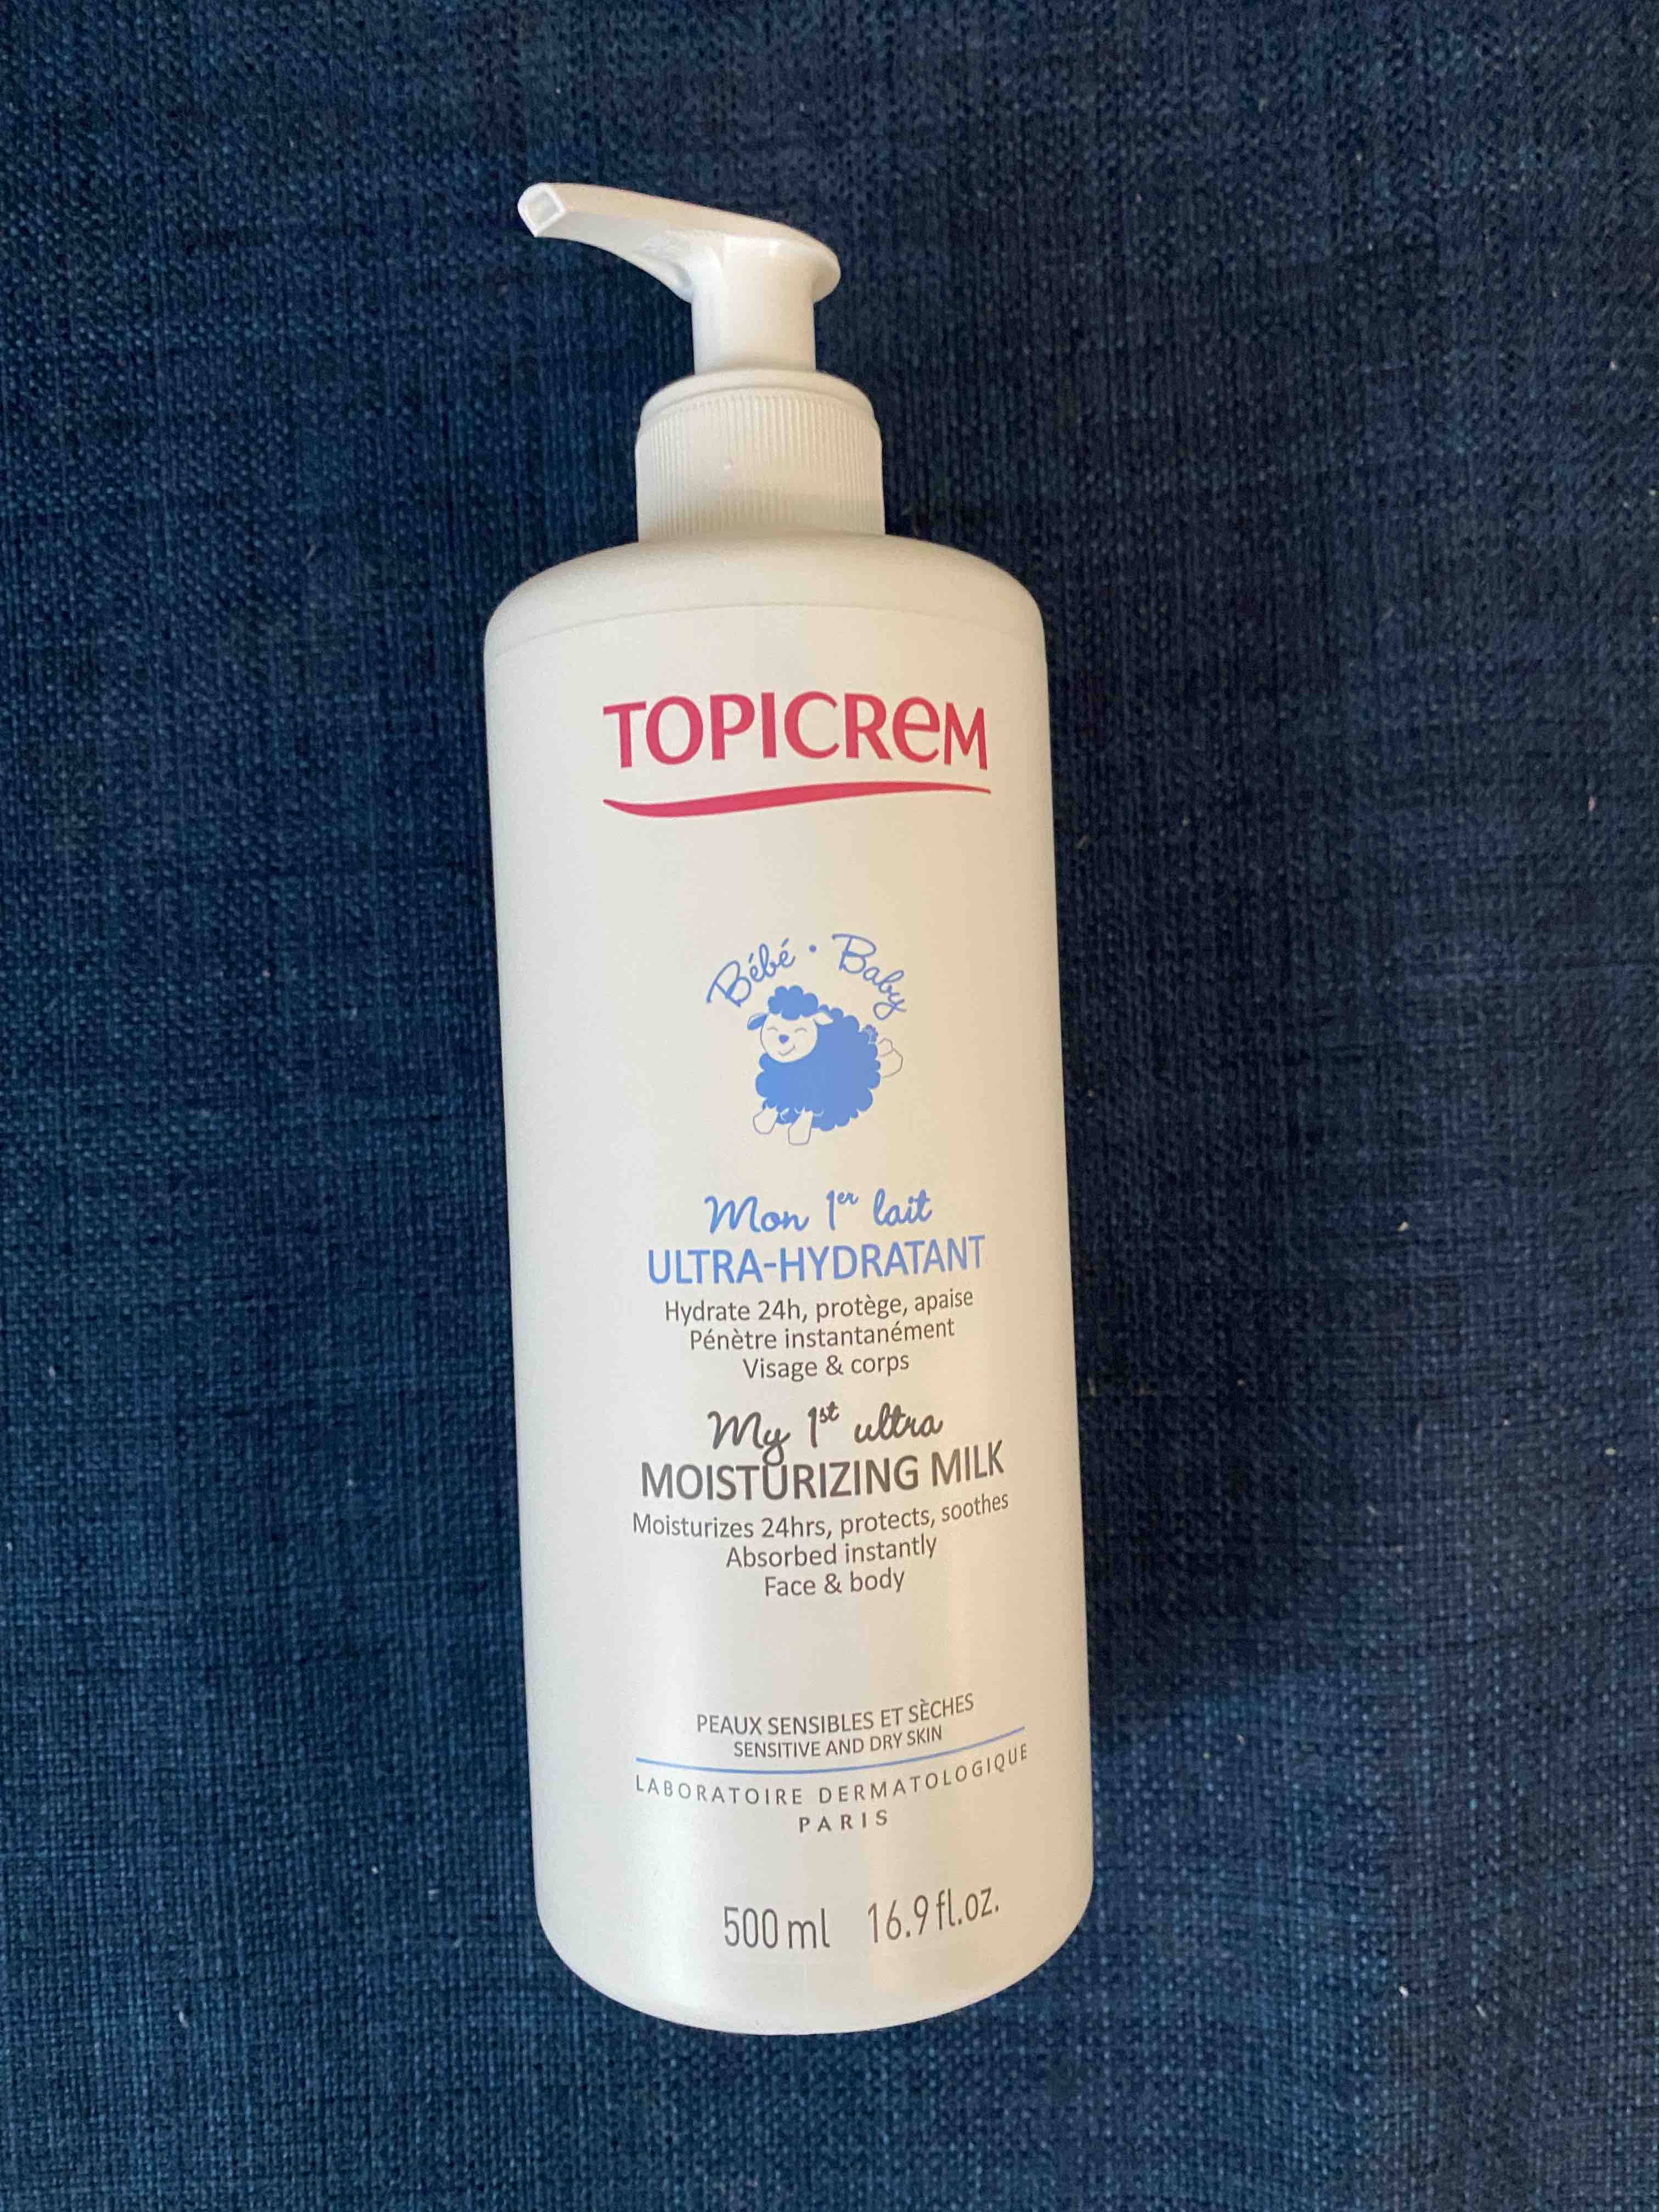 TOPICREM
Bébé • Baby
Mon 1er lait
ULTRA-HYDRATANT
Hydrate 24h, protège, apaise
Pénètre instantanément
Visage & corps
My 1st ultra
MOISTURIZING MILK
Moisturizes 24hrs, protects, soothes
Absorbed instantly
Face & body
PEAUX SENSIBLES ET SÈCHES
SENSITIVE AND DRY SKIN
LABORATOIRE DERMATOLOGIQUE
PARIS
500 ml 16.9 fl.oz.